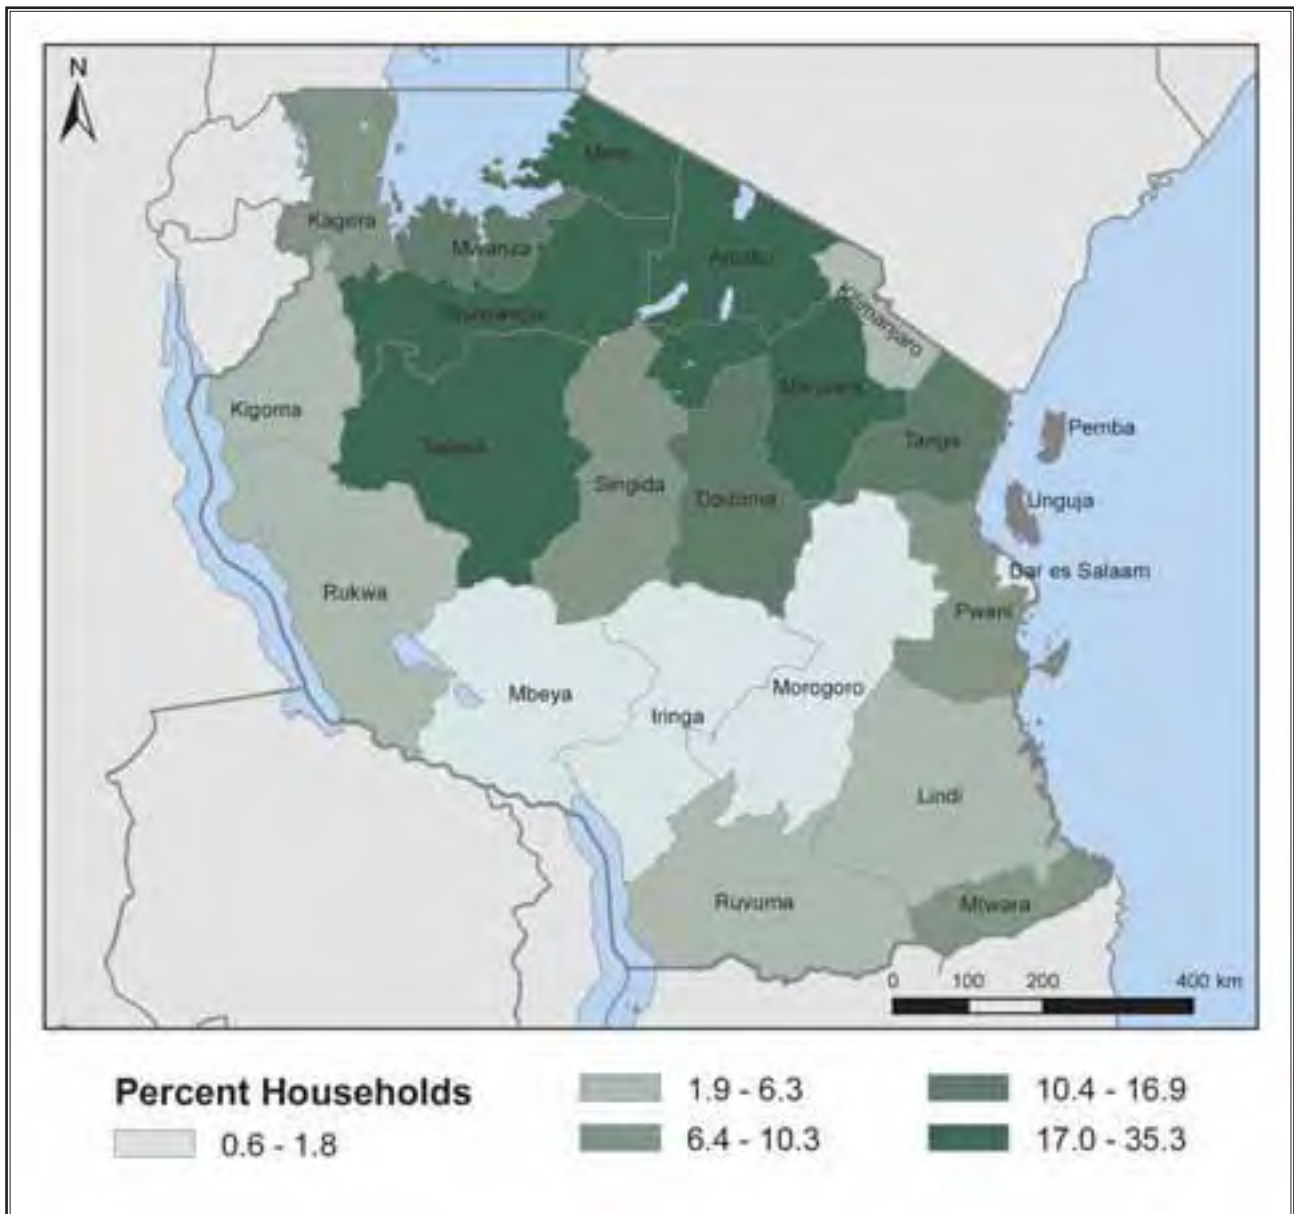 N
Mara
Kagera
Mwanza
Arusha
Kilimanjaro
Shinyanga
Manyara
Kigoma
Pemba
Tanga
Tabora
Singida
Dodoma
Unguja
Dar es Salaam
Rukwa
Pwani
Mbeya
Morogoro
Iringa
Lindi
Ruvuma
Mtwara
0 100 200 400 km
Percent Households
0.6 - 1.8
1.9 - 6.3
6.4 - 10.3
10.4 - 16.9
17.0 - 35.3